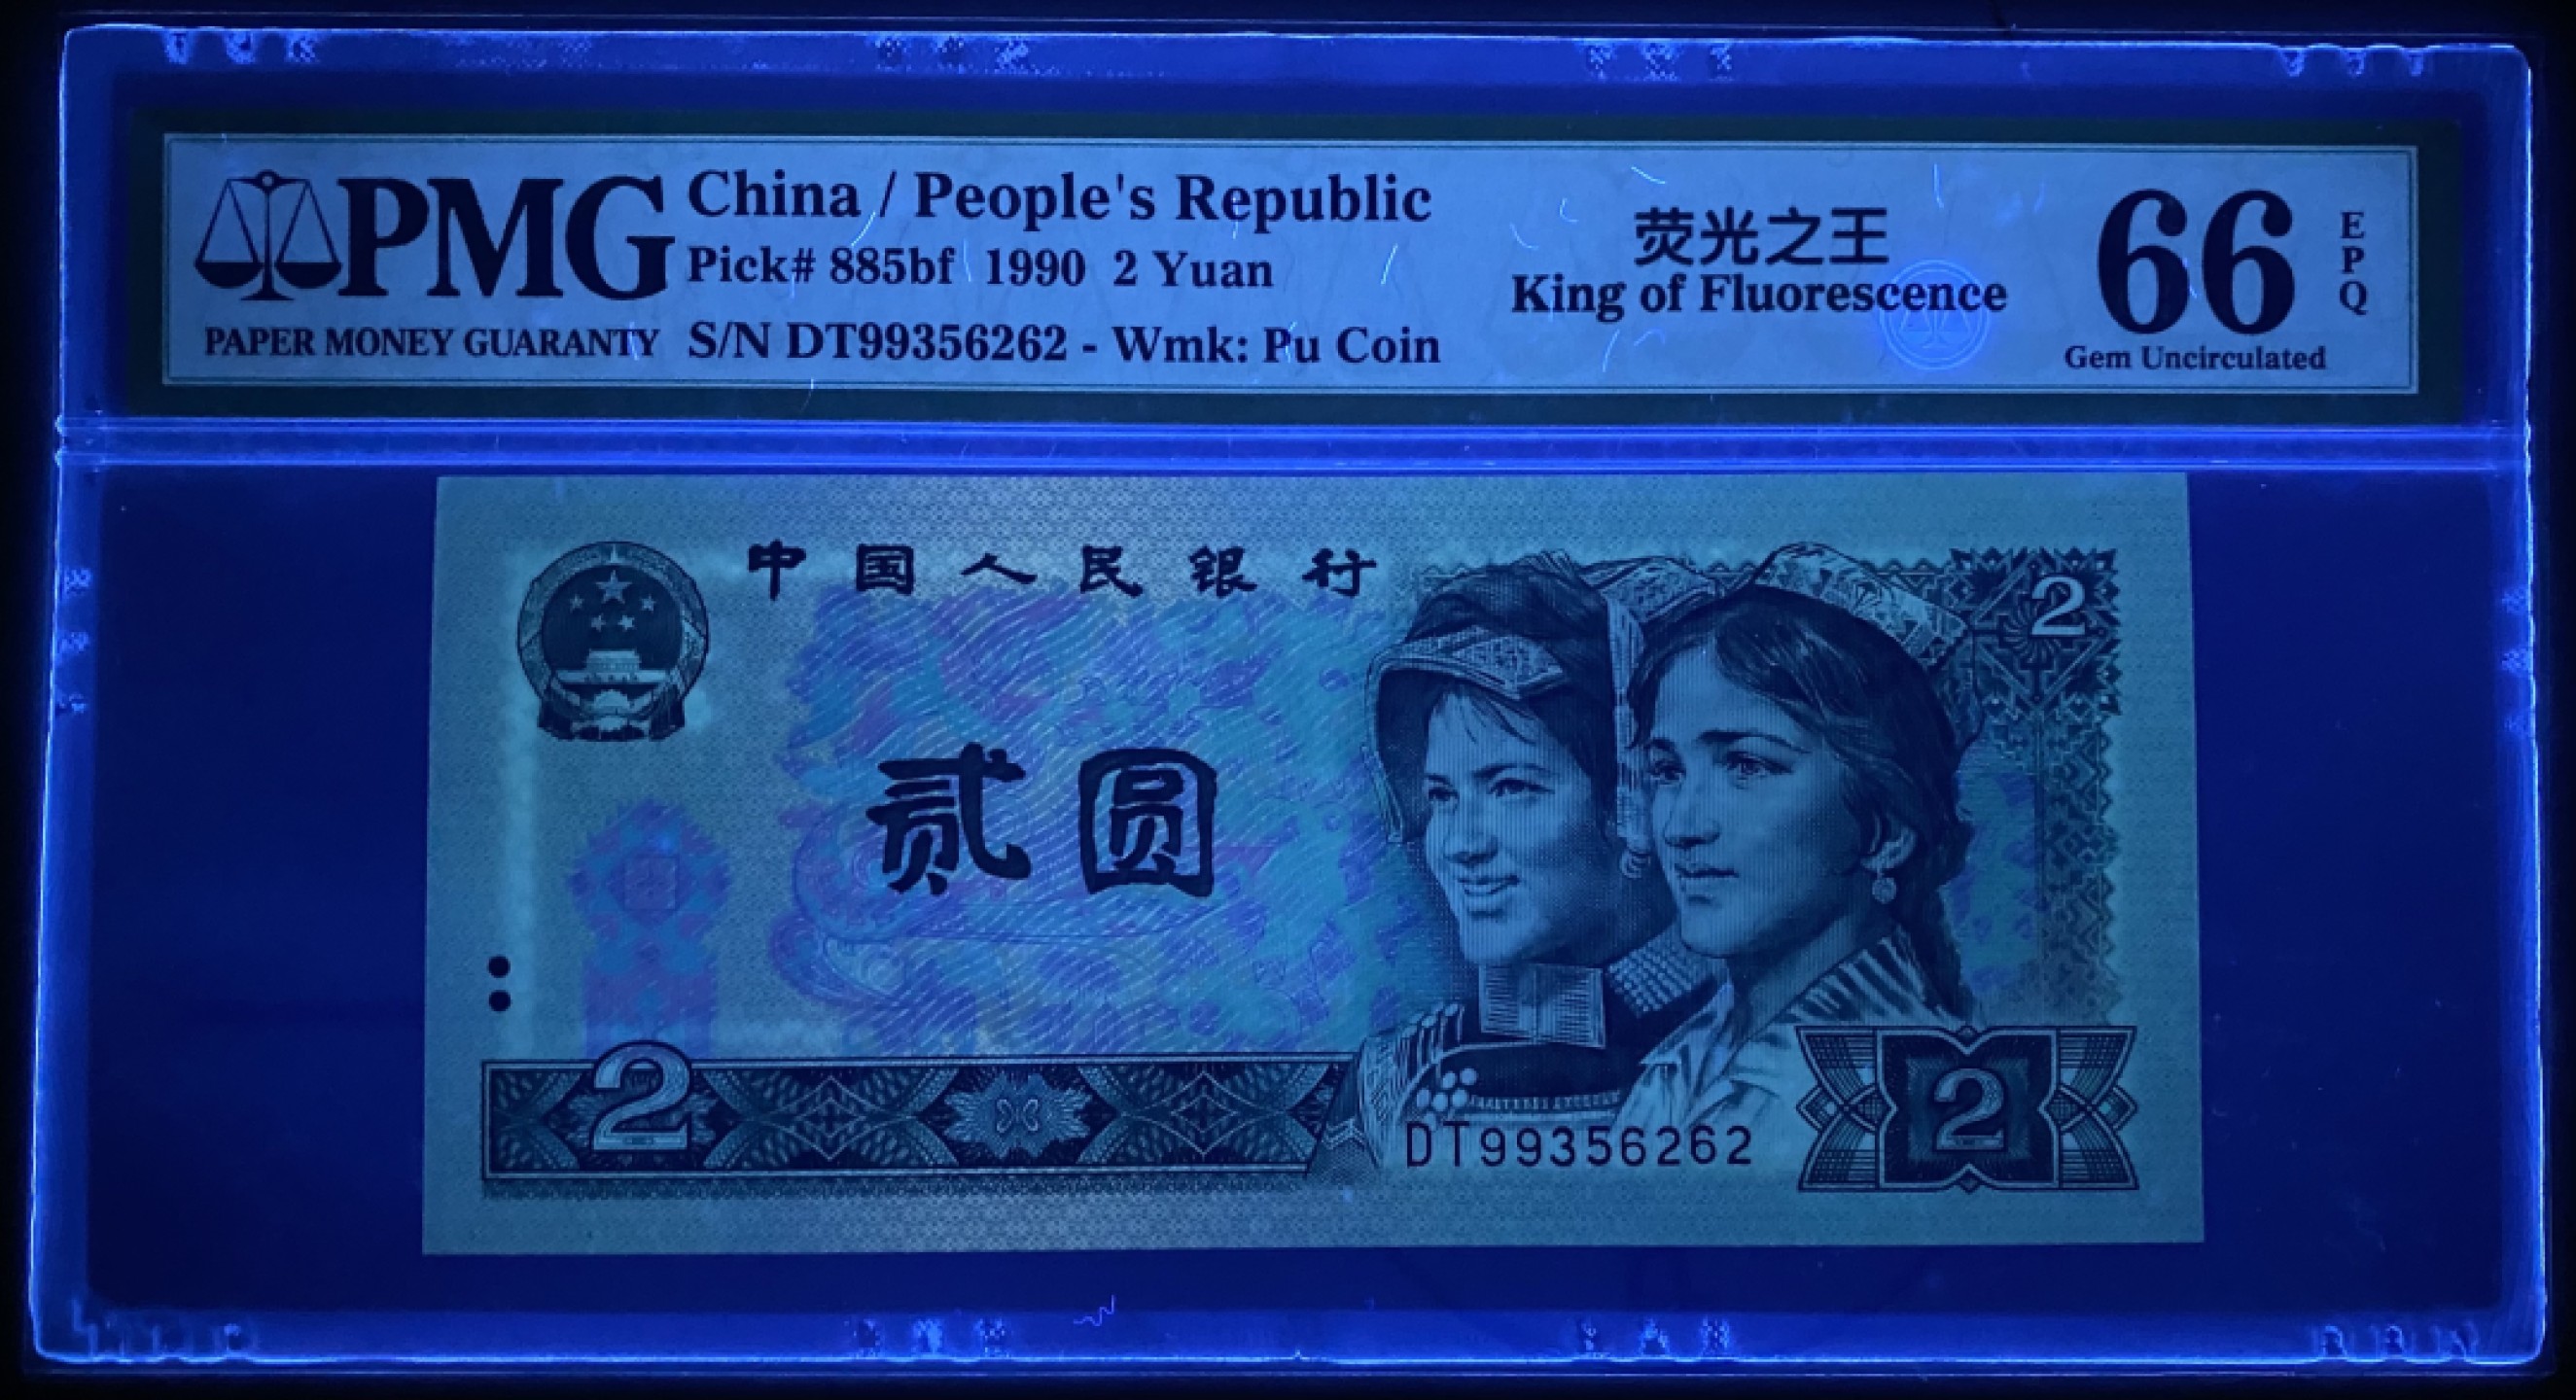 PMG
PAPER MONEY GUARANTY
China / People's Republic
Pick# 885bf 1990 2 Yuan
S/N DT99356262 - Wmk: Pu Coin
荧光之王
King of Fluorescence
66
EPQ
Gem Uncirculated
中国人民银行
2
贰圆
2
DT99356262
2